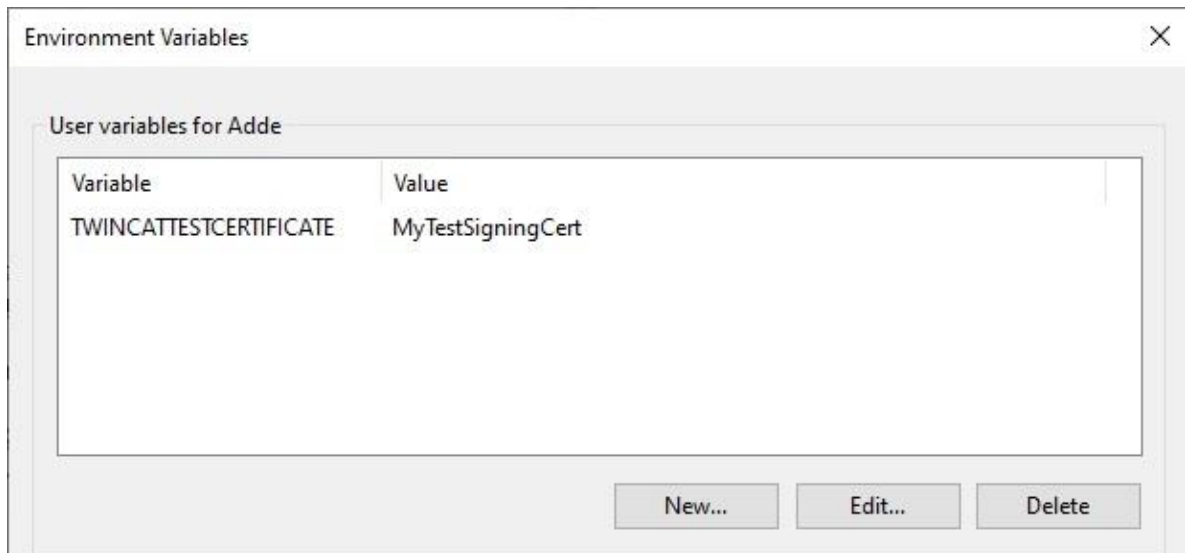 Environment Variables
User variables for Adde
Variable Value
TWINCATTESTCERTIFICATE MyTestSigningCert
New... Edit... Delete